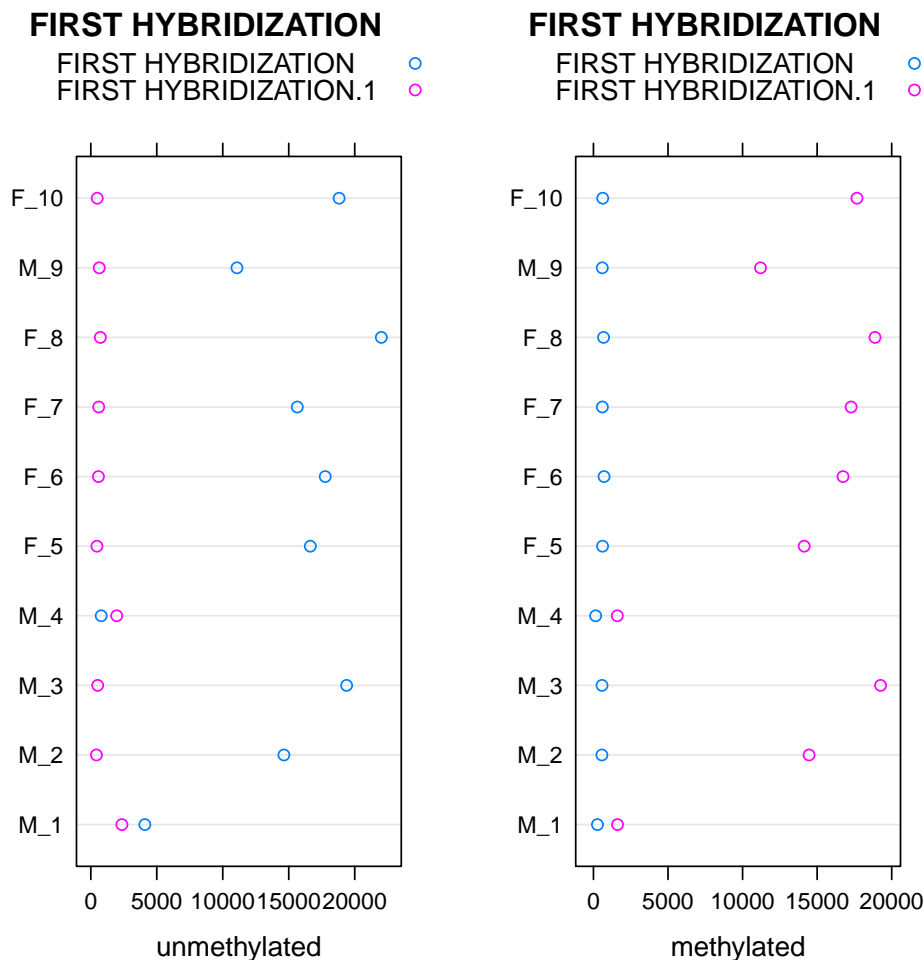 FIRST HYBRIDIZATION
FIRST HYBRIDIZATION
FIRST HYBRIDIZATION.1
F_10
M_9
F_8
F_7
F_6
F_5
M_4
M_3
M_2
M_1
0 5000 10000 15000 20000
unmethylated
FIRST HYBRIDIZATION
FIRST HYBRIDIZATION
FIRST HYBRIDIZATION.1
F_10
M_9
F_8
F_7
F_6
F_5
M_4
M_3
M_2
M_1
0 5000 10000 15000 20000
methylated